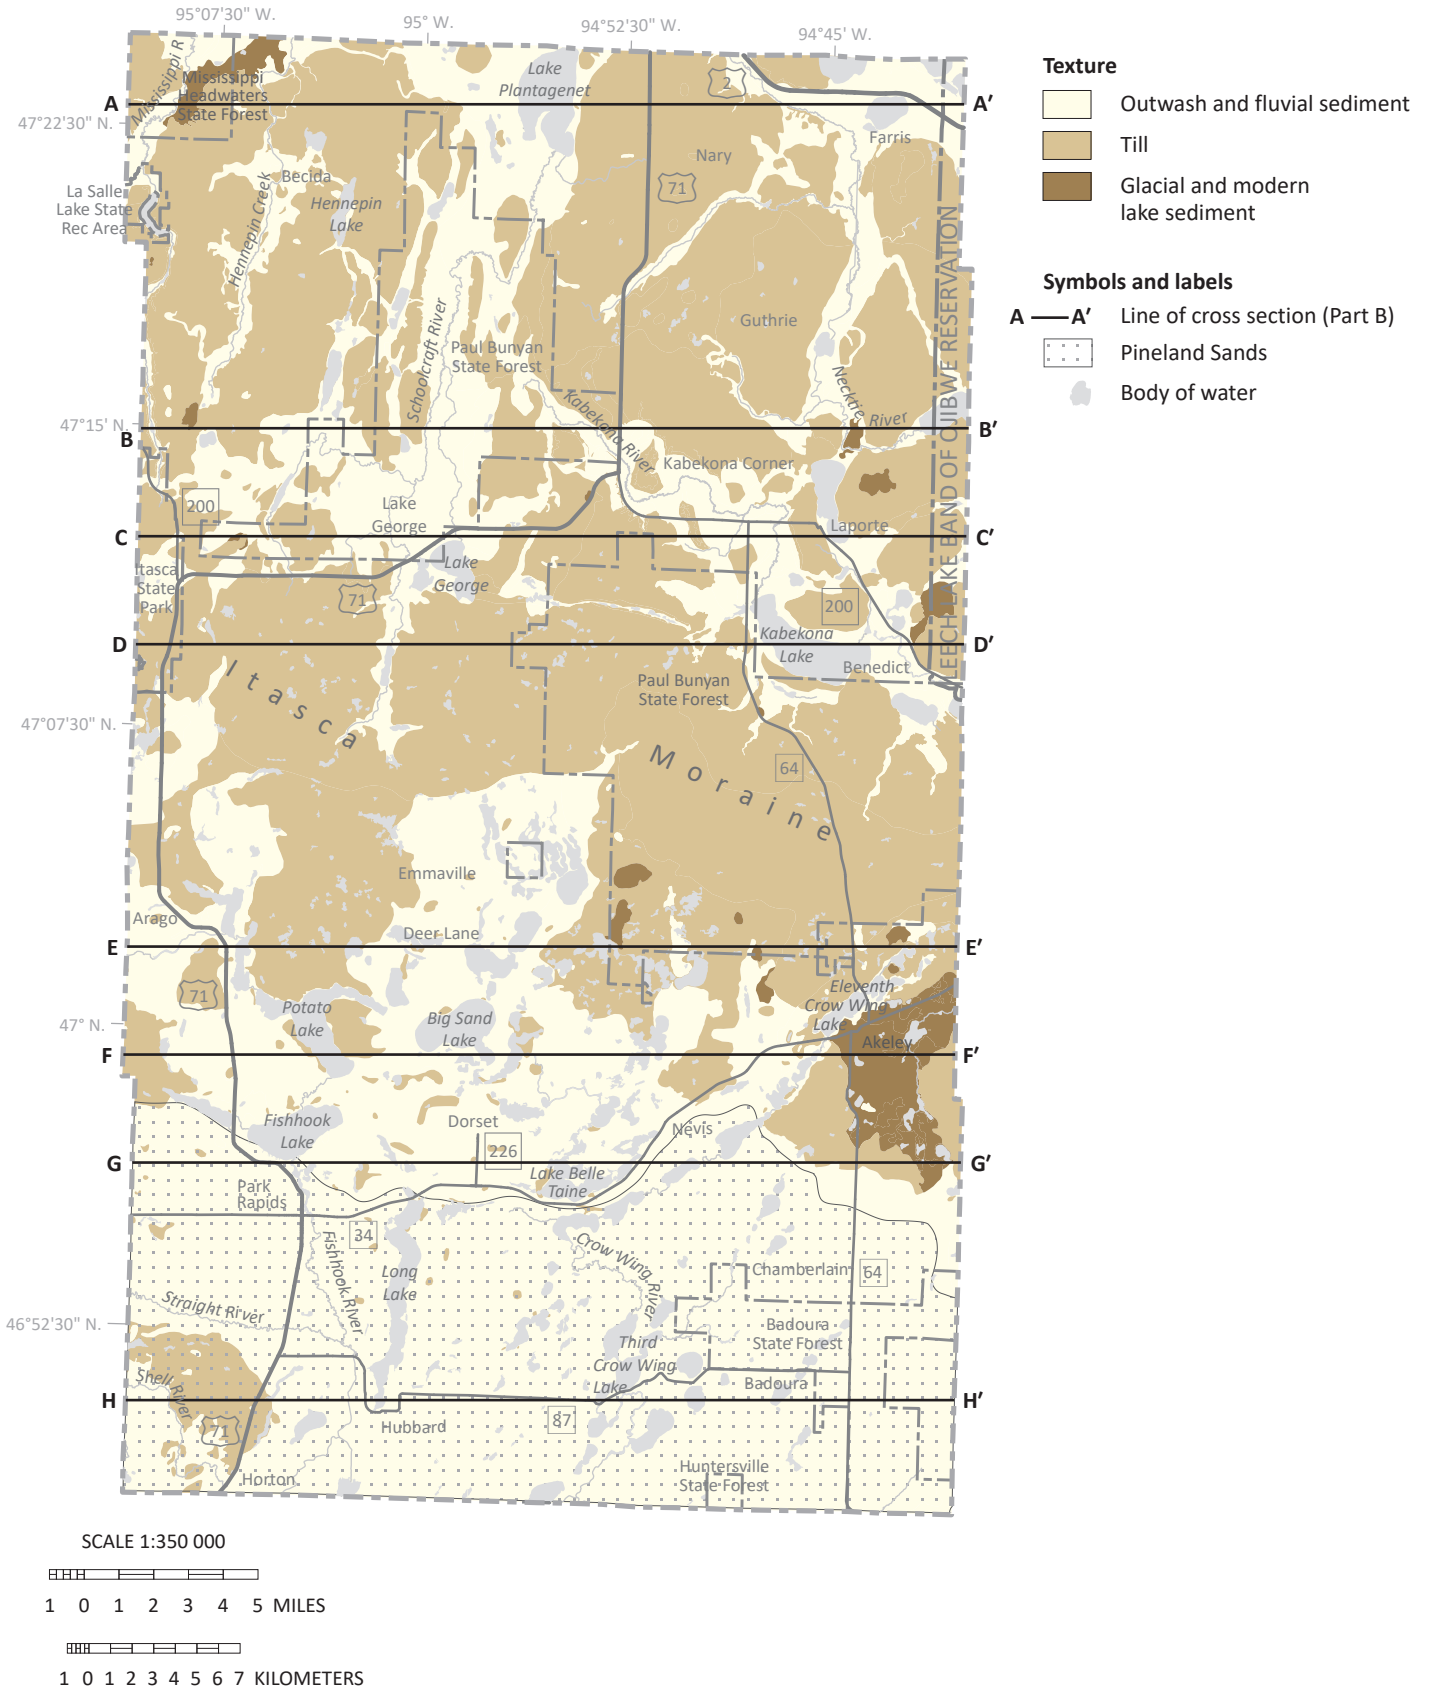 95°07'30" W.
95° W.
94°52'30" W.
94°45' W.
Mississippi R
Mississippi
Headwaters
State Forest
Lake
Plantagenet
2
A
A′
47°22'30" N.
Farris
Nary
71
La Salle
Lake State
Rec Area
Becida
Hennepin
Lake
Hennepin Creek
Schoolcraft River
Guthrie
Paul Bunyan
State Forest
Necktie River
Kabekona River
LEECH LAKE BAND OF OJIBWE RESERVATION
47°15' N.
B
B′
Kabekona Corner
200
Lake
George
Laporte
C
C′
Itasca
State
Park
Lake
George
71
200
Kabekona
Lake
D
D′
Benedict
Itasca
Paul Bunyan
State Forest
47°07'30" N.
Moraine
64
Emmaville
Arago
Deer Lane
E
E′
71
Eleventh
Crow Wing
Lake
Potato
Lake
Big Sand
Lake
47° N.
Akeley
F
F′
Fishhook
Lake
Dorset
Nevis
226
G
G′
Lake Belle
Taine
Park
Rapids
34
Fishhook River
Crow Wing River
Long
Lake
Chamberlain
64
Straight River
46°52'30" N.
Badoura
State Forest
Third
Crow Wing
Lake
Shell River
Badoura
H
H′
71
Hubbard
87
Horton
Huntersville
State Forest
SCALE 1:350 000
1 0 1 2 3 4 5 MILES
1 0 1 2 3 4 5 6 7 KILOMETERS
Texture
Outwash and fluvial sediment
Till
Glacial and modern
lake sediment
Symbols and labels
A A′ Line of cross section (Part B)
Pineland Sands
Body of water